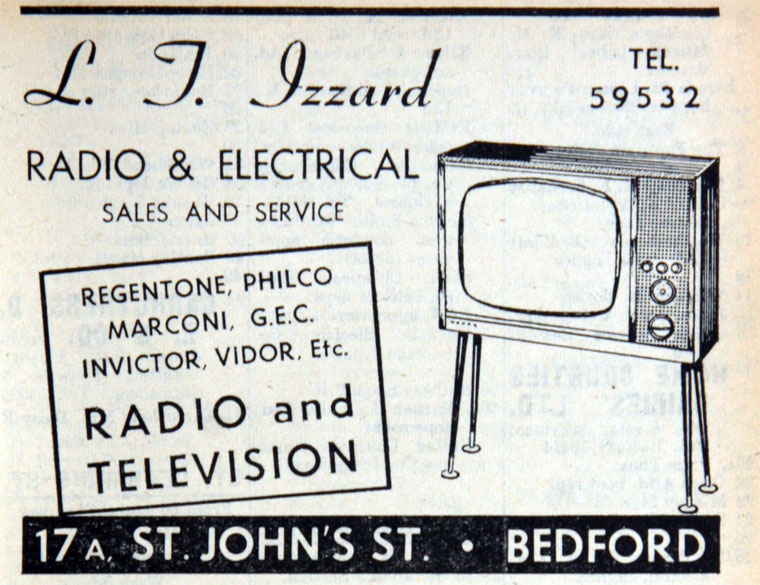 L. T. Izzard
TEL.
59532
RADIO & ELECTRICAL
SALES AND SERVICE
REGENTONE, PHILCO
MARCONI, G.E.C.
INVICTOR, VIDOR, Etc.
RADIO and
TELEVISION
17A, ST. JOHN'S ST. • BEDFORD